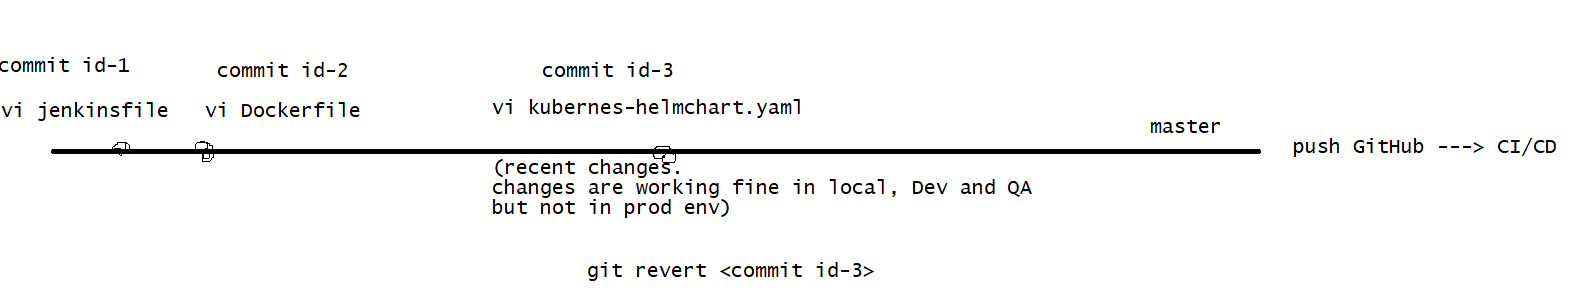 commit id-1
commit id-2
commit id-3
vi jenkinsfile
vi Dockerfile
vi kubernes-helmchart.yaml
master
push GitHub ---> CI/CD
(recent changes.
changes are working fine in local, Dev and QA
but not in prod env)
git revert <commit id-3>